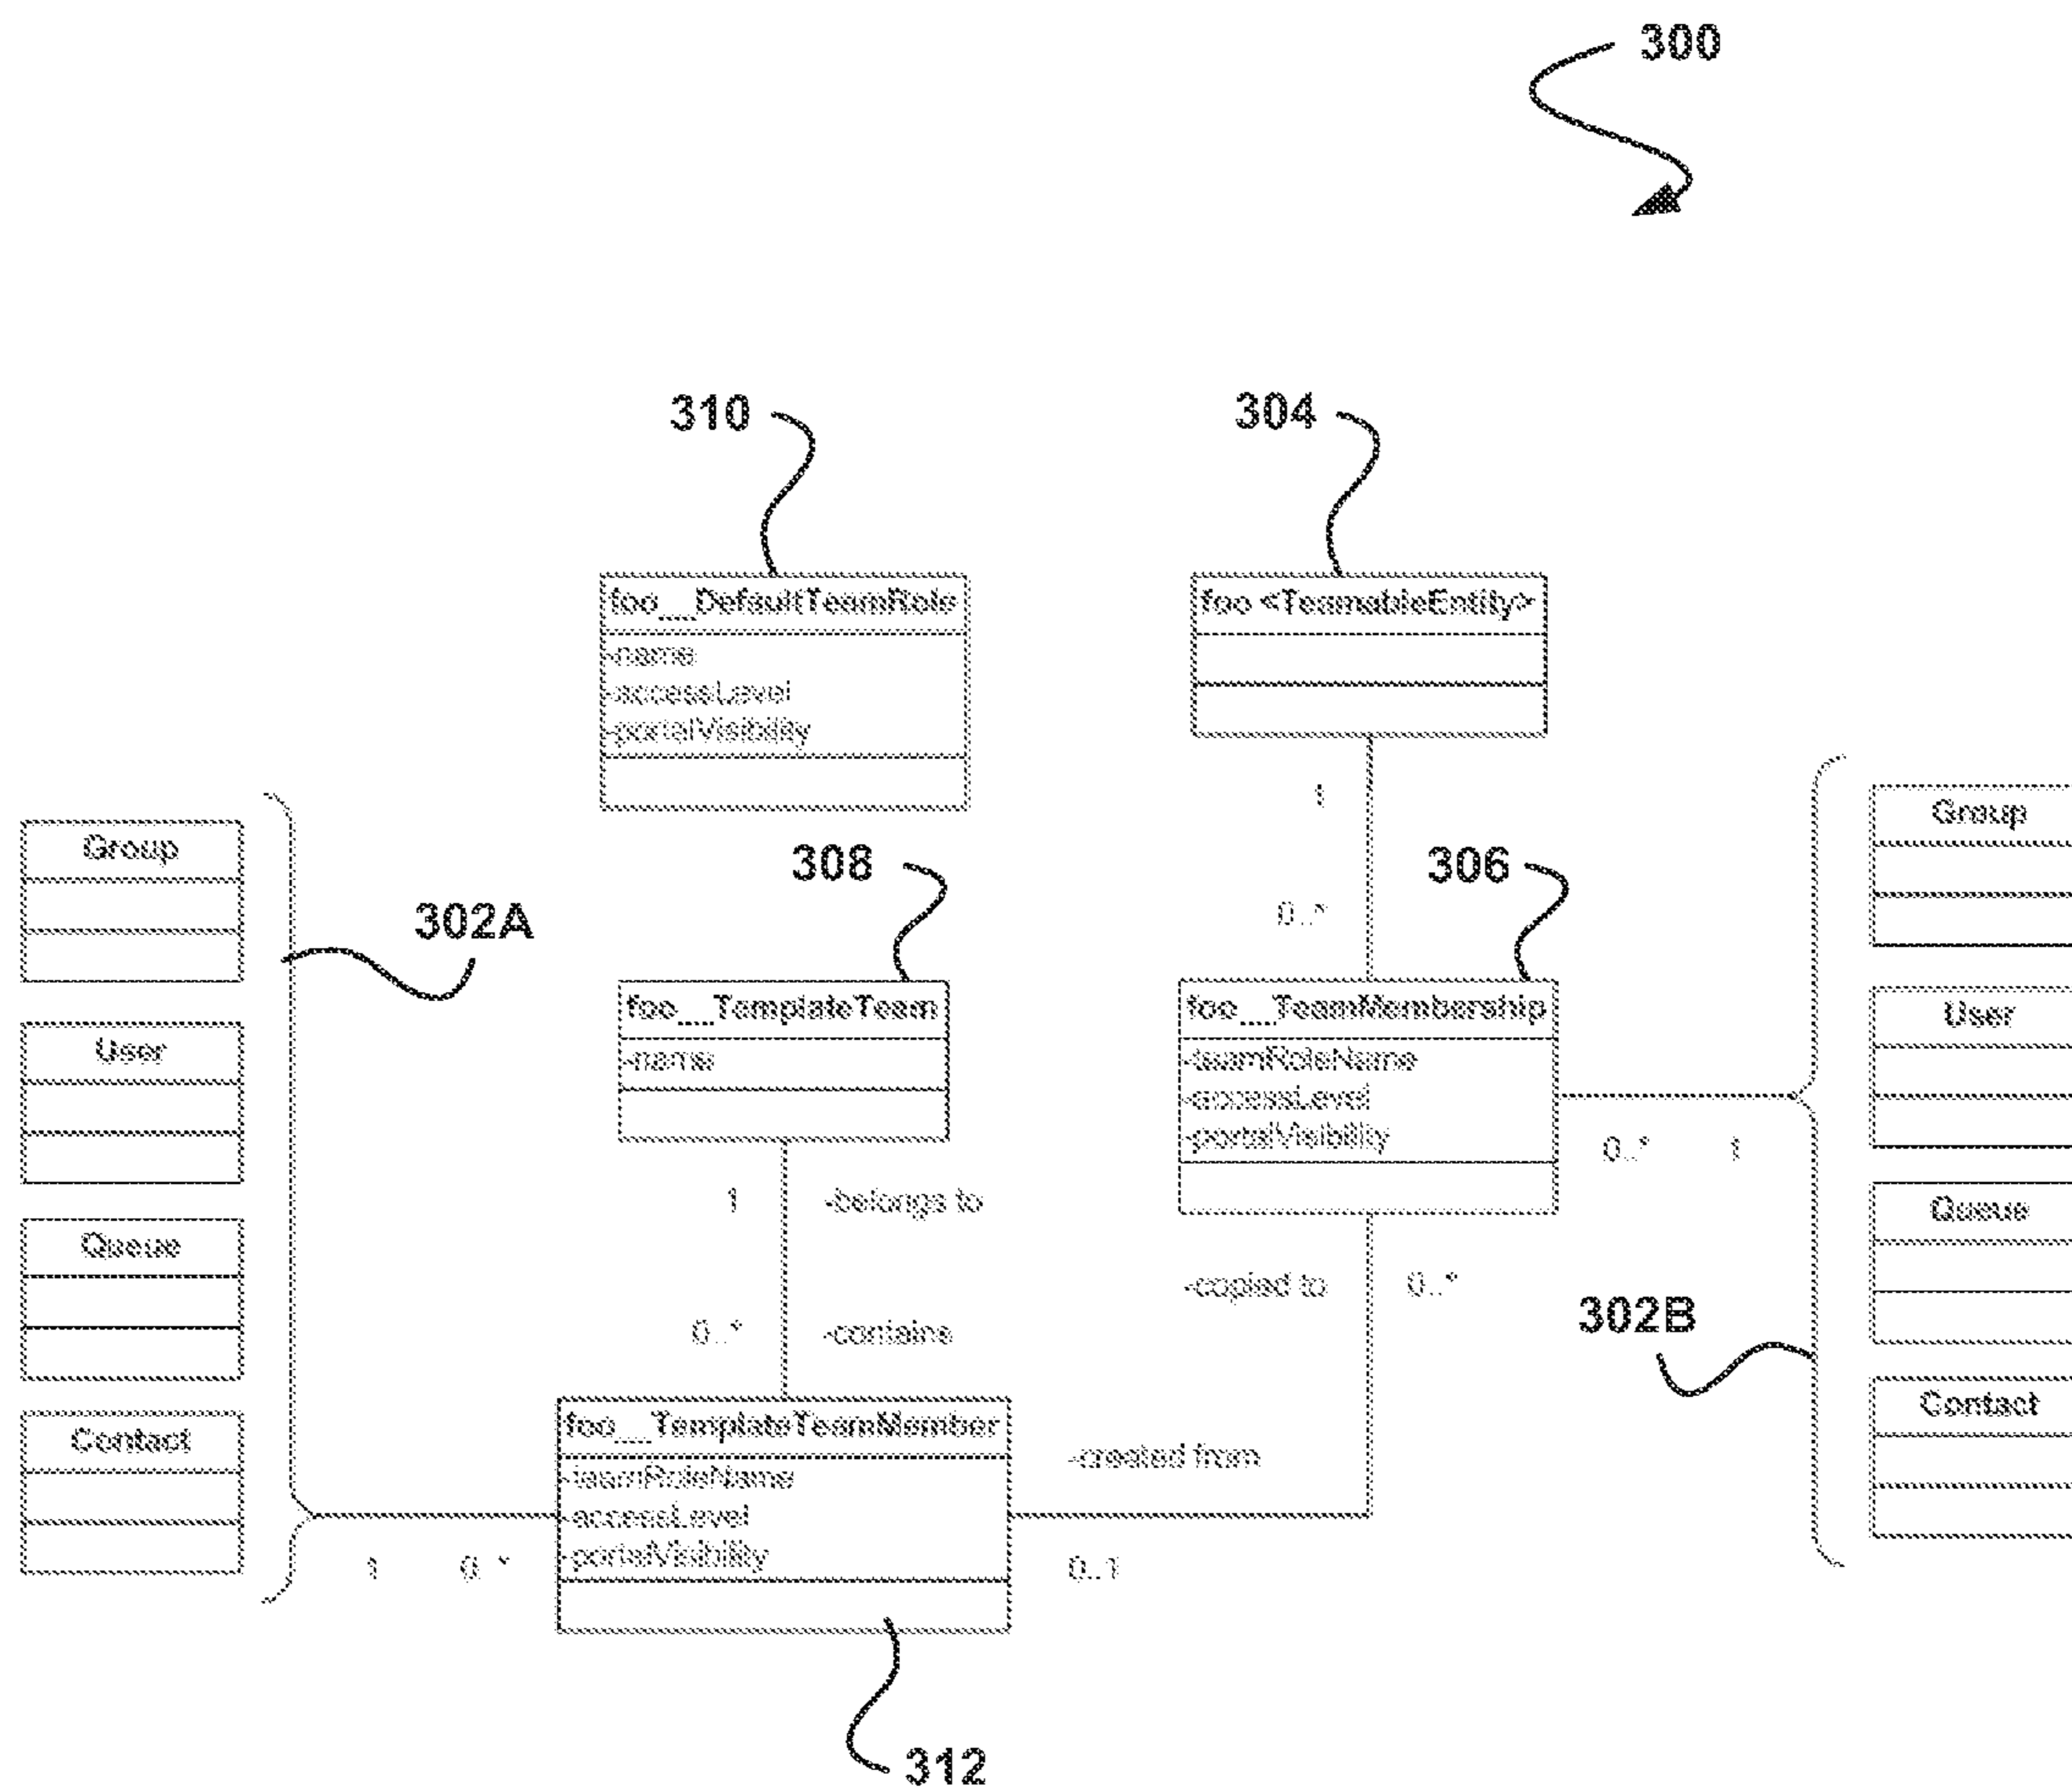 300
310
304
foo__DefaultTeamRole
-name
-accessLevel
-portalVisibility
foo <TeamableEntity>
1
0..*
308
306
Group
User
Queue
Contact
302A
foo__TemplateTeam
-name
foo__TeamMembership
-teamRoleName
-accessLevel
-portalVisibility
0..* 1
Group
User
Queue
Contact
302B
1 -belongs to
0..* -contains
-copied to 0..*
foo__TemplateTeamMember
-teamRoleName
-accessLevel
-portalVisibility
-created from
0..1
1 0..*
312